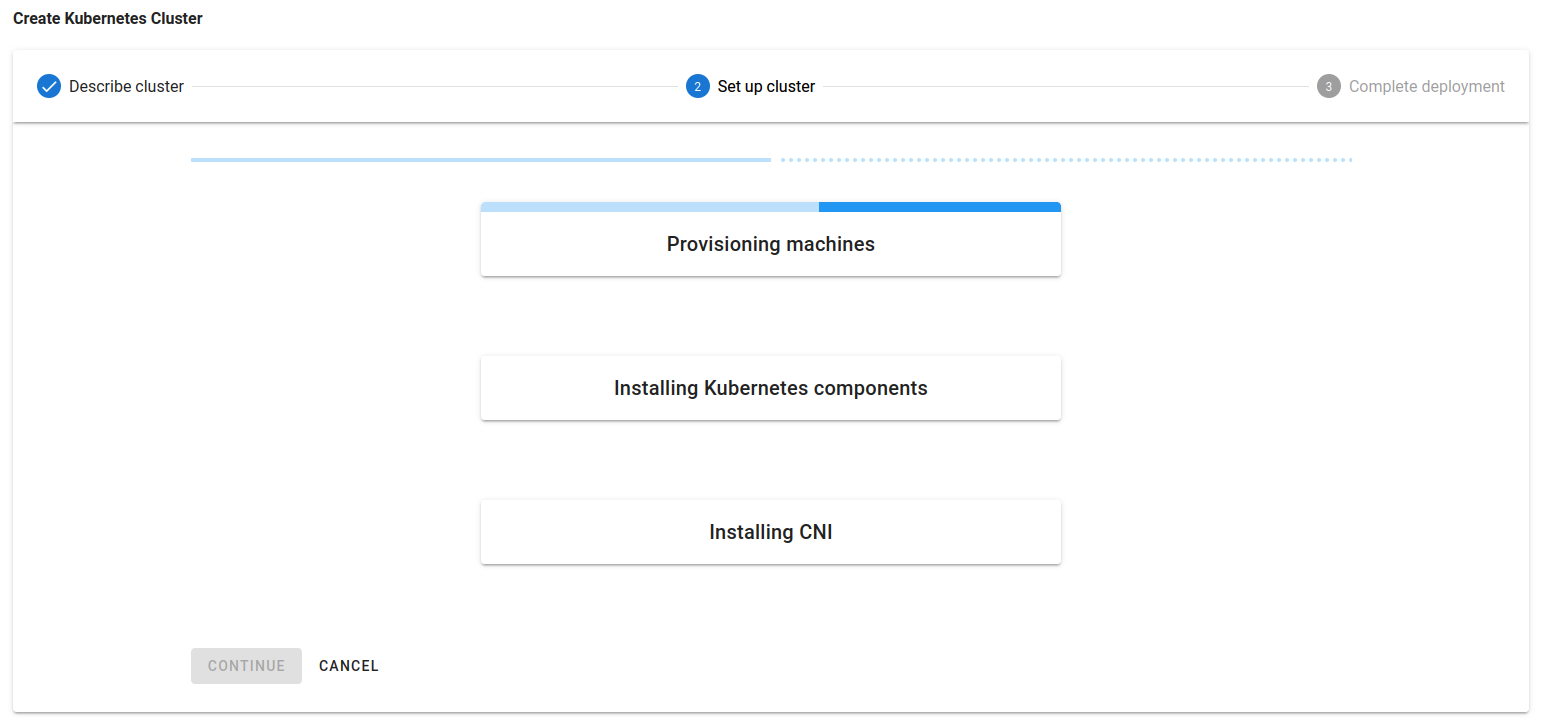 Create Kubernetes Cluster
Describe cluster
2 Set up cluster
3 Complete deployment
Provisioning machines
Installing Kubernetes components
Installing CNI
CONTINUE CANCEL